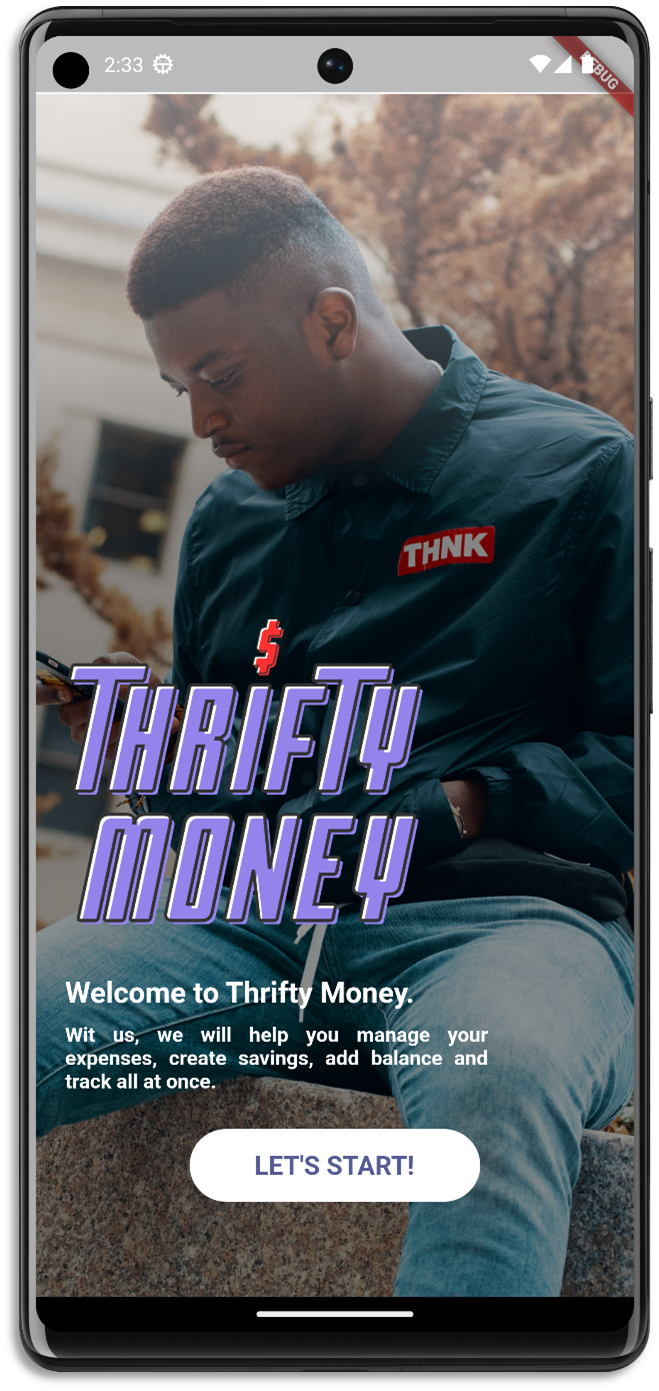 2:33
DEBUG
THNK
$
THRIFTY
MONEY
Welcome to Thrifty Money.
Wit us, we will help you manage your
expenses, create savings, add balance and
track all at once.
LET'S START!